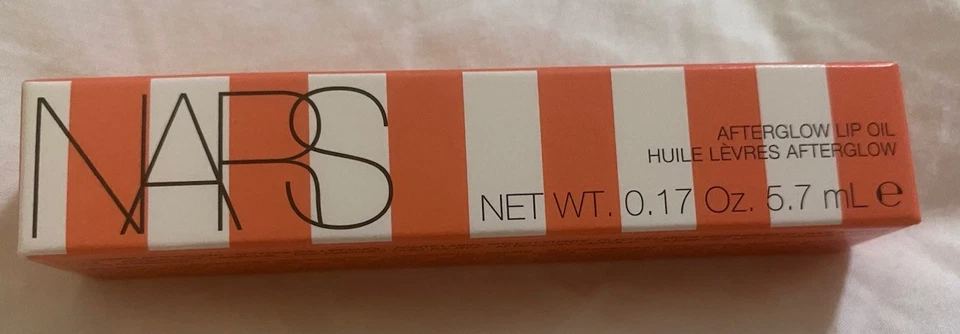 NARS
AFTERGLOW LIP OIL
HUILE LÈVRES AFTERGLOW
NET WT. 0.17 Oz. 5.7 mL e